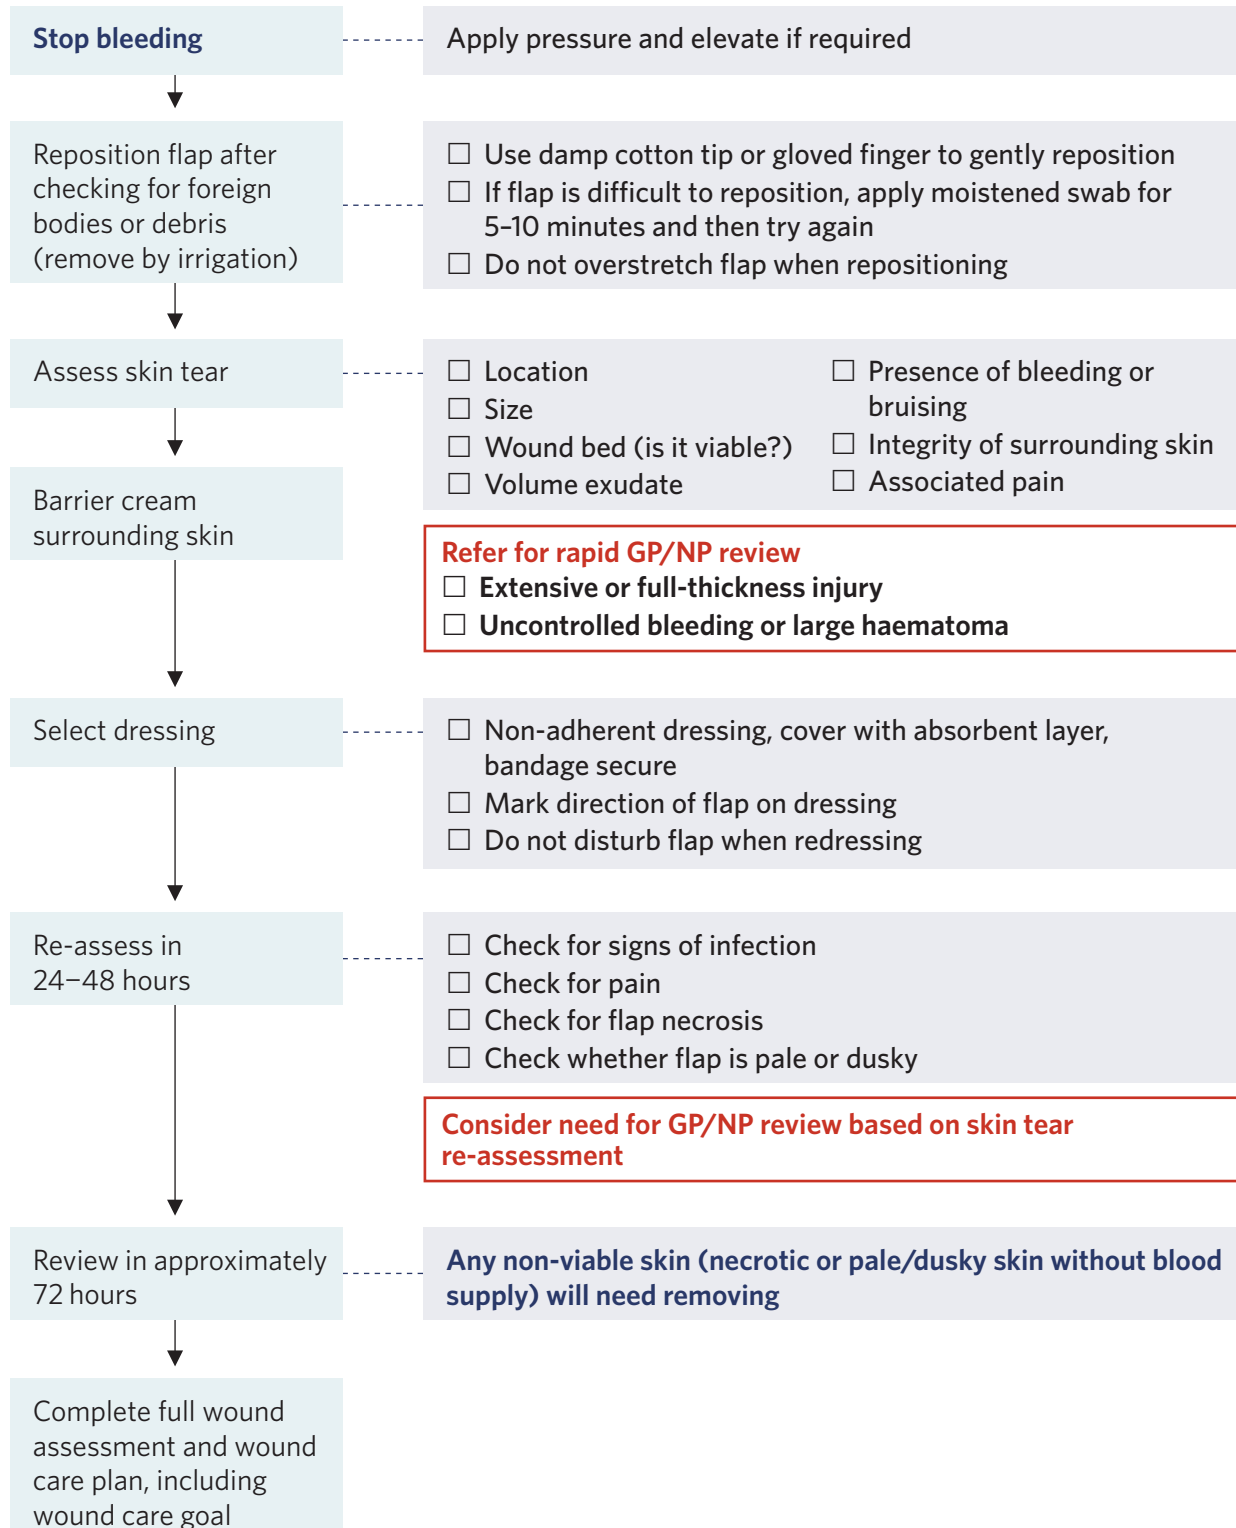 Stop bleeding
Apply pressure and elevate if required
Reposition flap after
checking for foreign
bodies or debris
(remove by irrigation)
☐ Use damp cotton tip or gloved finger to gently reposition
☐ If flap is difficult to reposition, apply moistened swab for
5–10 minutes and then try again
☐ Do not overstretch flap when repositioning
Assess skin tear
☐ Location
☐ Size
☐ Wound bed (is it viable?)
☐ Volume exudate
☐ Presence of bleeding or
bruising
☐ Integrity of surrounding skin
☐ Associated pain
Barrier cream
surrounding skin
Refer for rapid GP/NP review
☐ Extensive or full-thickness injury
☐ Uncontrolled bleeding or large haematoma
Select dressing
☐ Non-adherent dressing, cover with absorbent layer,
bandage secure
☐ Mark direction of flap on dressing
☐ Do not disturb flap when redressing
Re-assess in
24–48 hours
☐ Check for signs of infection
☐ Check for pain
☐ Check for flap necrosis
☐ Check whether flap is pale or dusky
Consider need for GP/NP review based on skin tear
re-assessment
Review in approximately
72 hours
Any non-viable skin (necrotic or pale/dusky skin without blood
supply) will need removing
Complete full wound
assessment and wound
care plan, including
wound care goal